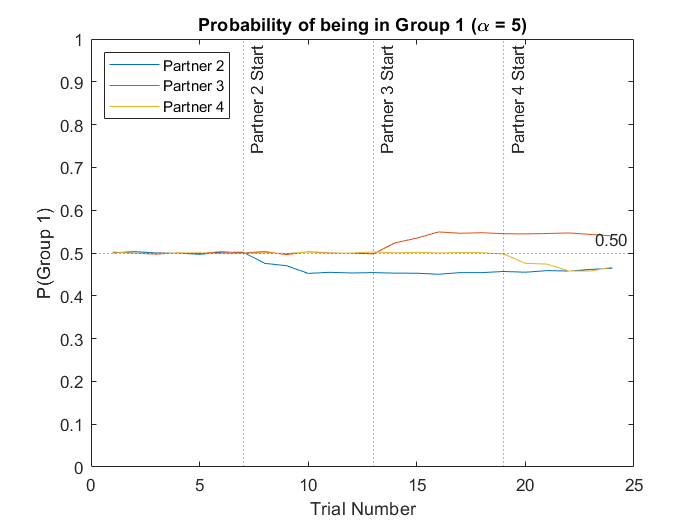 Probability of being in Group 1 (α = 5)
1
0.9
0.8
0.7
0.6
0.5
0.4
0.3
0.2
0.1
0
P(Group 1)
Partner 2
Partner 3
Partner 4
Partner 2 Start
Partner 3 Start
Partner 4 Start
0.50
0 5 10 15 20 25
Trial Number